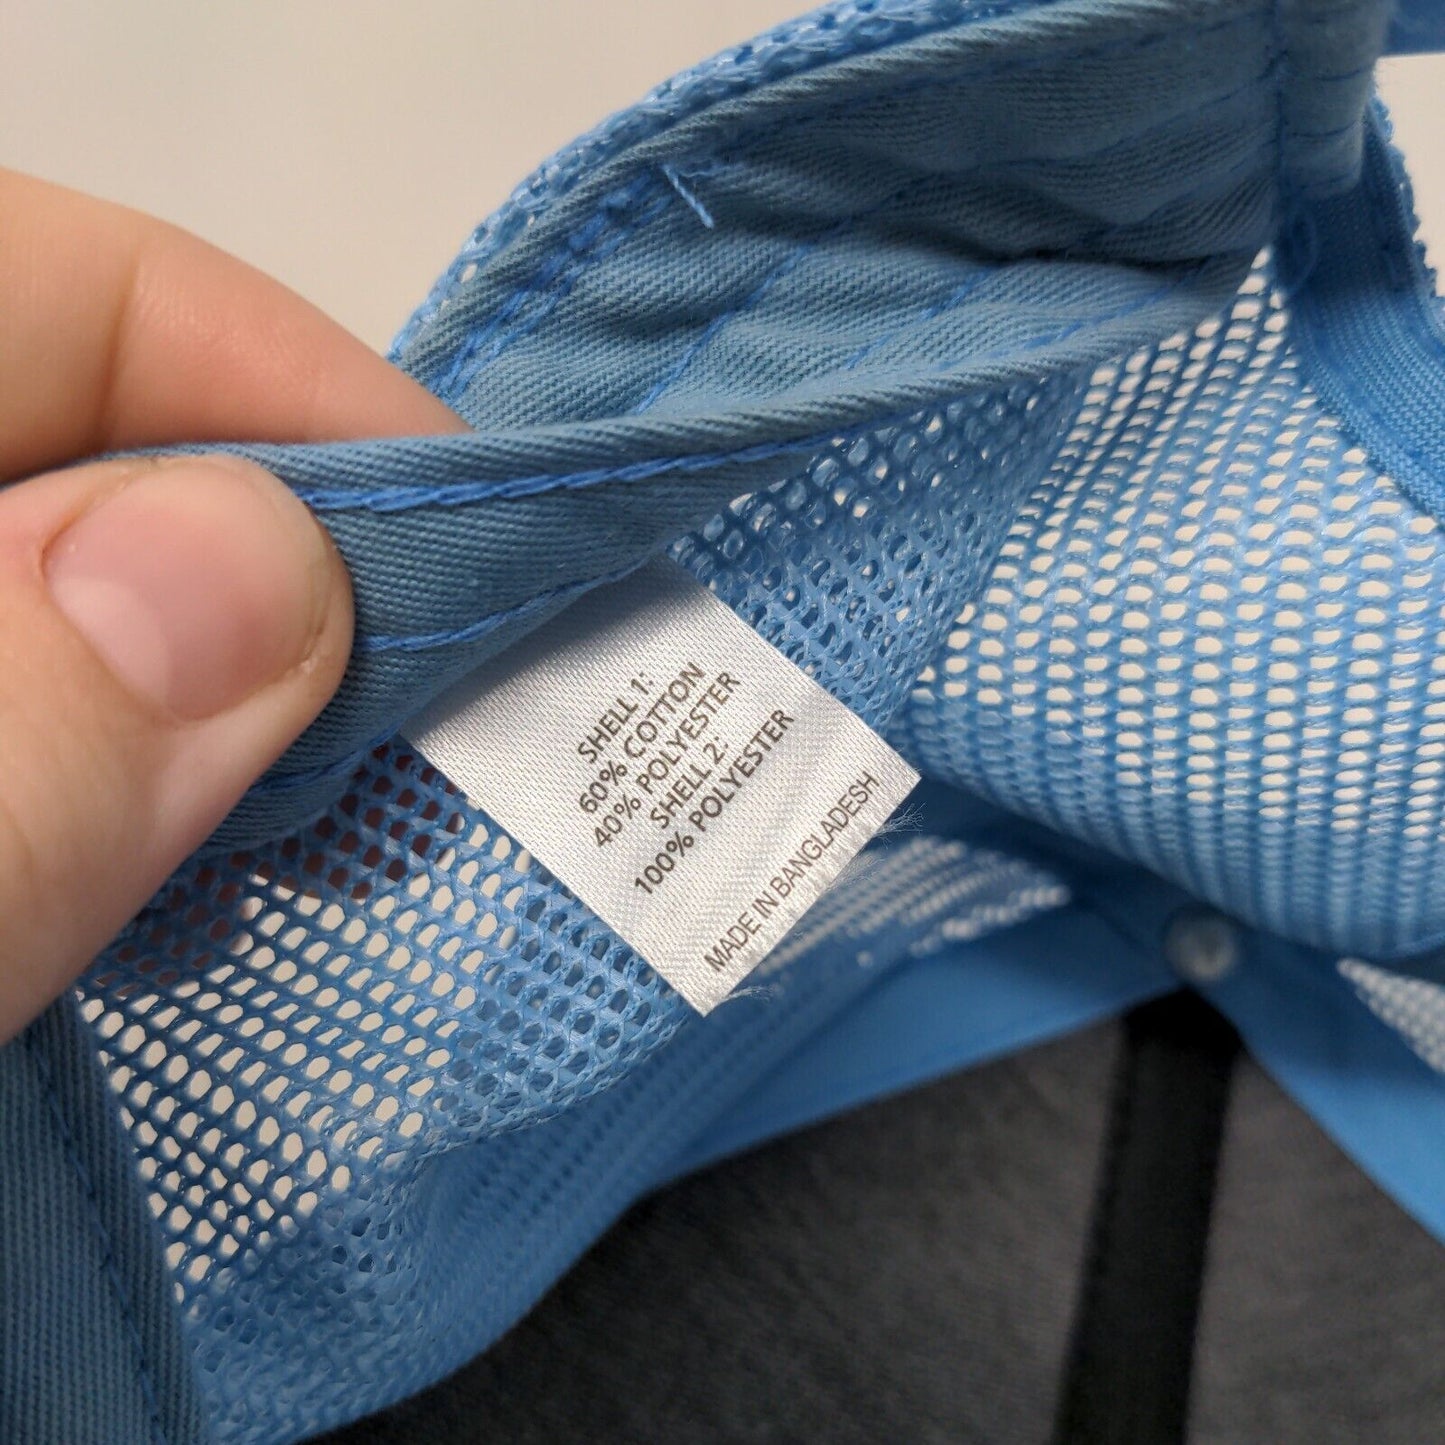 SHELL 1:
60% COTTON
40% POLYESTER
SHELL 2:
100% POLYESTER
MADE IN BANGLADESH